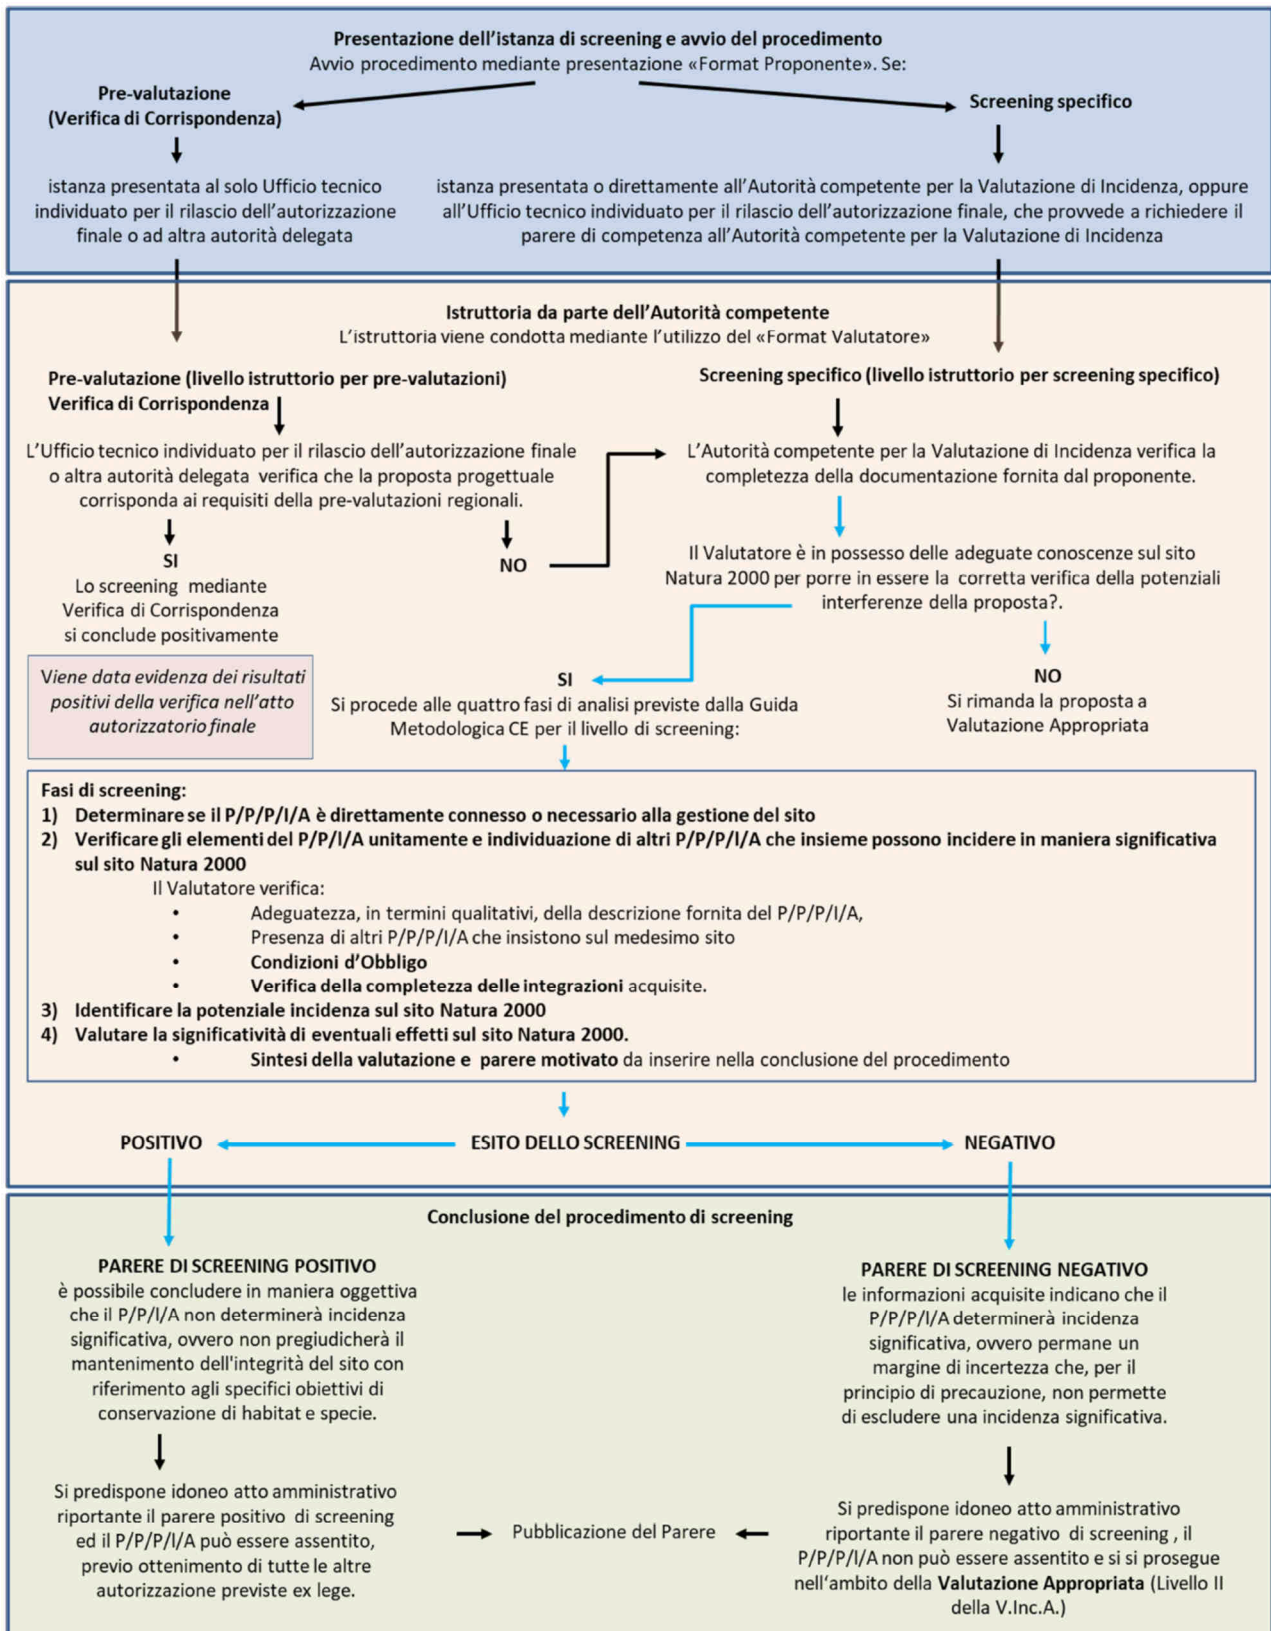 Presentazione dell'istanza di screening e avvio del procedimento
Avvio procedimento mediante presentazione «Format Proponente». Se:
Pre-valutazione
(Verifica di Corrispondenza)
Screening specifico
istanza presentata al solo Ufficio tecnico
individuato per il rilascio dell'autorizzazione
finale o ad altra autorità delegata
istanza presentata o direttamente all'Autorità competente per la Valutazione di Incidenza, oppure
all'Ufficio tecnico individuato per il rilascio dell'autorizzazione finale, che provvede a richiedere il
parere di competenza all'Autorità competente per la Valutazione di Incidenza
Istruttoria da parte dell'Autorità competente
L'istruttoria viene condotta mediante l'utilizzo del «Format Valutatore»
Pre-valutazione (livello istruttorio per pre-valutazioni)
Verifica di Corrispondenza
Screening specifico (livello istruttorio per screening specifico)
L'Ufficio tecnico individuato per il rilascio dell'autorizzazione finale
o altra autorità delegata verifica che la proposta progettuale
corrisponda ai requisiti della pre-valutazioni regionali.
L'Autorità competente per la Valutazione di Incidenza verifica la
completezza della documentazione fornita dal proponente.
SI
Lo screening mediante
Verifica di Corrispondenza
si conclude positivamente
NO
Il Valutatore è in possesso delle adeguate conoscenze sul sito
Natura 2000 per porre in essere la corretta verifica della potenziali
interferenze della proposta?.
Viene data evidenza dei risultati
positivi della verifica nell'atto
autorizzatorio finale
SI
Si procede alle quattro fasi di analisi previste dalla Guida
Metodologica CE per il livello di screening:
NO
Si rimanda la proposta a
Valutazione Appropriata
Fasi di screening:
1) Determinare se il P/P/P/I/A è direttamente connesso o necessario alla gestione del sito
2) Verificare gli elementi del P/P/I/A unitamente e individuazione di altri P/P/P/I/A che insieme possono incidere in maniera significativa
sul sito Natura 2000
Il Valutatore verifica:
• Adeguatezza, in termini qualitativi, della descrizione fornita del P/P/P/I/A,
• Presenza di altri P/P/P/I/A che insistono sul medesimo sito
• Condizioni d'Obbligo
• Verifica della completezza delle integrazioni acquisite.
3) Identificare la potenziale incidenza sul sito Natura 2000
4) Valutare la significatività di eventuali effetti sul sito Natura 2000.
• Sintesi della valutazione e parere motivato da inserire nella conclusione del procedimento
POSITIVO
ESITO DELLO SCREENING
NEGATIVO
Conclusione del procedimento di screening
PARERE DI SCREENING POSITIVO
è possibile concludere in maniera oggettiva
che il P/P/I/A non determinerà incidenza
significativa, ovvero non pregiudicherà il
mantenimento dell'integrità del sito con
riferimento agli specifici obiettivi di
conservazione di habitat e specie.
PARERE DI SCREENING NEGATIVO
le informazioni acquisite indicano che il
P/P/P/I/A determinerà incidenza
significativa, ovvero permane un
margine di incertezza che, per il
principio di precauzione, non permette
di escludere una incidenza significativa.
Si predispone idoneo atto amministrativo
riportante il parere positivo di screening
ed il P/P/P/I/A può essere assentito,
previo ottenimento di tutte le altre
autorizzazione previste ex lege.
Pubblicazione del Parere
Si predispone idoneo atto amministrativo
riportante il parere negativo di screening , il
P/P/P/I/A non può essere assentito e si si prosegue
nell'ambito della Valutazione Appropriata (Livello II
della V.Inc.A.)